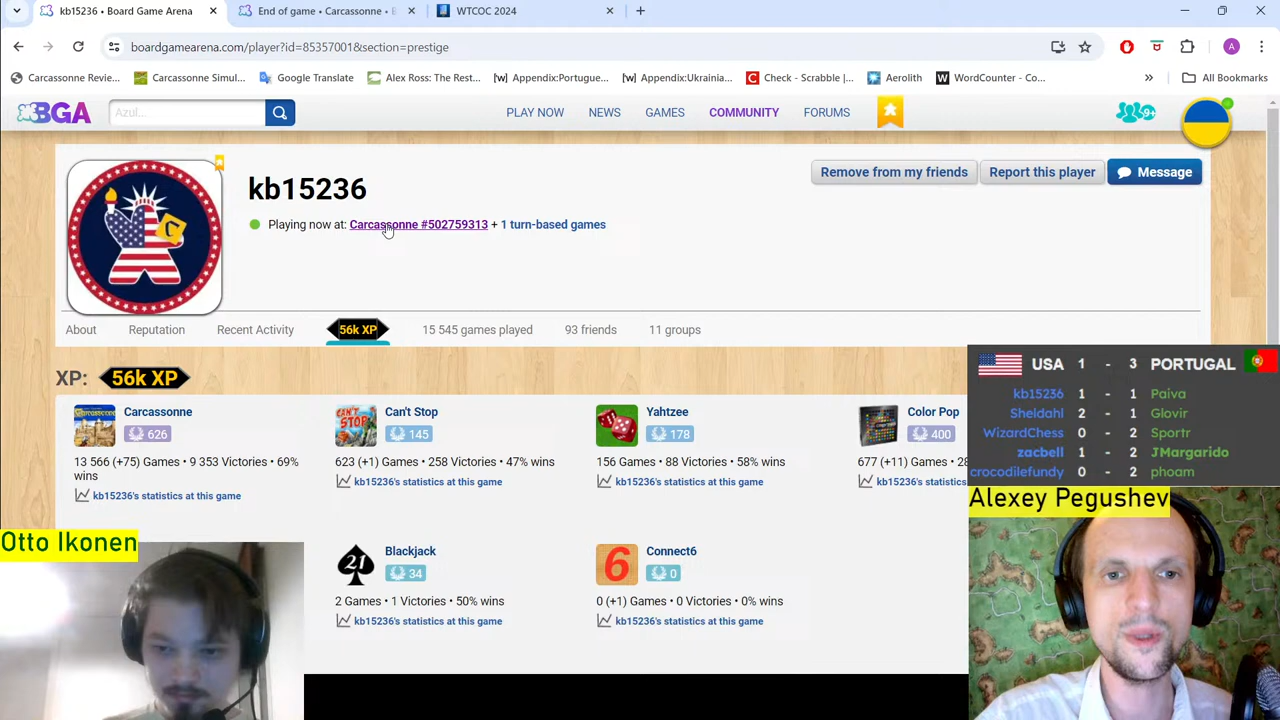 kb15236 • Board Game Arena
End of game • Carcassonne •
WTCOC 2024
boardgamearena.com/player?id=85357001&section=prestige
Carcassonne Revie...
Carcassonne Simul...
Google Translate
Alex Ross: The Rest...
Appendix:Portugue...
Appendix:Ukrainia...
Check - Scrabble |...
Aerolith
WordCounter - Co...
»
All Bookmarks
BGA
Azul...
PLAY NOW
NEWS
GAMES
COMMUNITY
FORUMS
9+
kb15236
Remove from my friends
Report this player
Message
Playing now at: Carcassonne #502759313 + 1 turn-based games
About
Reputation
Recent Activity
56k XP
15 545 games played
93 friends
11 groups
XP: 56k XP
Carcassonne
626
13 566 (+75) Games • 9 353 Victories • 69%
wins
kb15236's statistics at this game
Can't Stop
145
623 (+1) Games • 258 Victories • 47% wins
kb15236's statistics at this game
Yahtzee
178
156 Games • 88 Victories • 58% wins
kb15236's statistics at this game
Color Pop
400
677 (+11) Games • 28
kb15236's statistics
Blackjack
34
2 Games • 1 Victories • 50% wins
kb15236's statistics at this game
Connect6
0
0 (+1) Games • 0 Victories • 0% wins
kb15236's statistics at this game
USA 1 - 3 PORTUGAL
kb15236 1 - 1 Paiva
Sheldahl 2 - 1 Glovir
WizardChess 0 - 2 Sportr
zacbell 1 - 2 JMargarido
crocodilefundy 0 - 2 phoam
Alexey Pegushev
Otto Ikonen